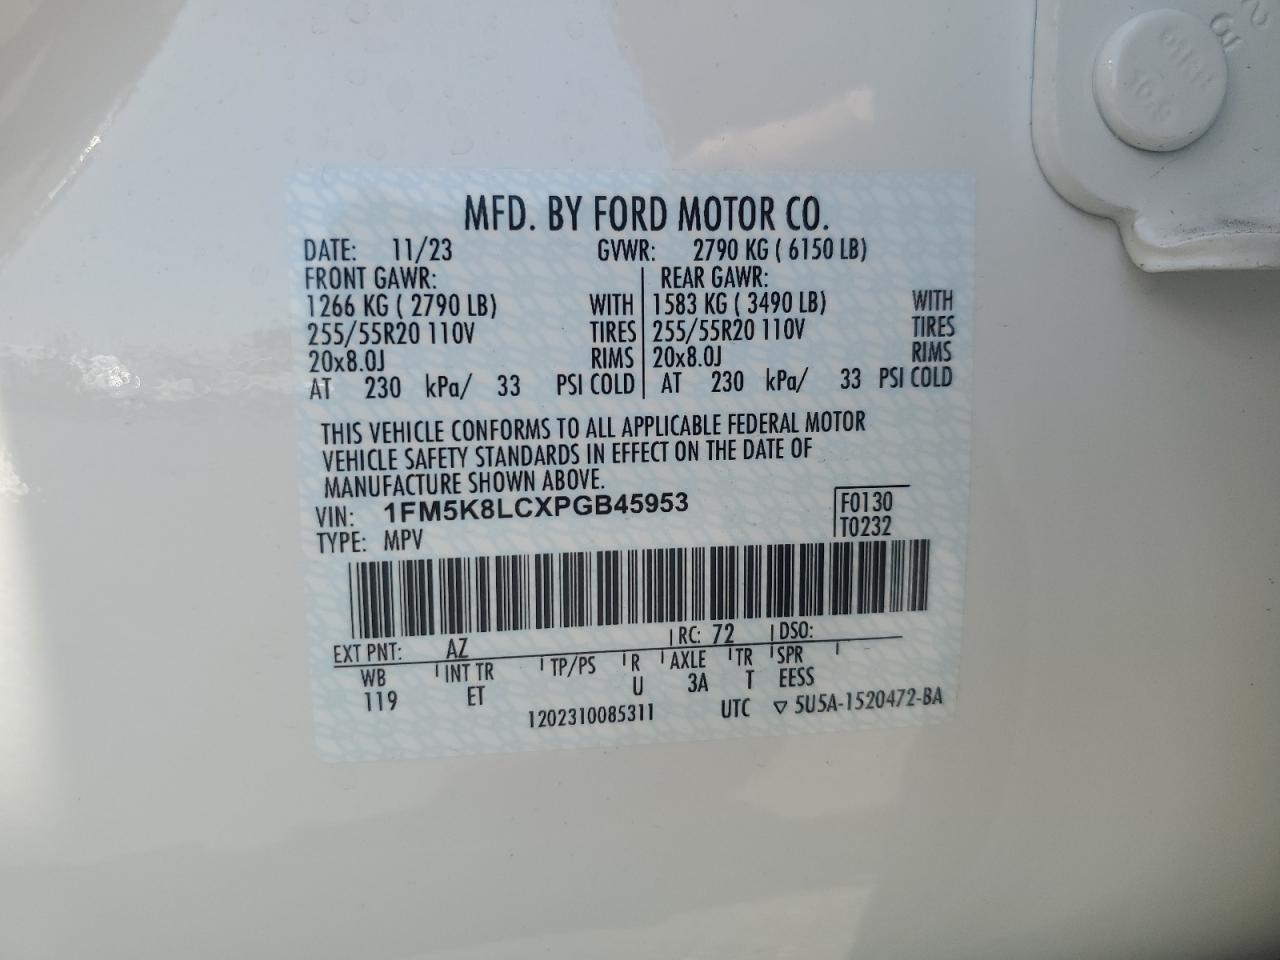 MFD. BY FORD MOTOR CO.
DATE: 11/23 GVWR: 2790 KG ( 6150 LB)
FRONT GAWR: REAR GAWR:
1266 KG ( 2790 LB) WITH 1583 KG ( 3490 LB) WITH
255/55R20 110V TIRES 255/55R20 110V TIRES
20x8.0J RIMS 20x8.0J RIMS
AT 230 kPa/ 33 PSI COLD AT 230 kPa/ 33 PSI COLD
THIS VEHICLE CONFORMS TO ALL APPLICABLE FEDERAL MOTOR
VEHICLE SAFETY STANDARDS IN EFFECT ON THE DATE OF
MANUFACTURE SHOWN ABOVE.
VIN: 1FM5K8LCXPGB45953 F0130
TYPE: MPV T0232
EXT PNT: AZ RC: 72 DSO:
WB INT TR TP/PS R AXLE TR SPR
119 ET U 3A T EESS
1202310085311 UTC ▽ 5U5A-1520472-BA